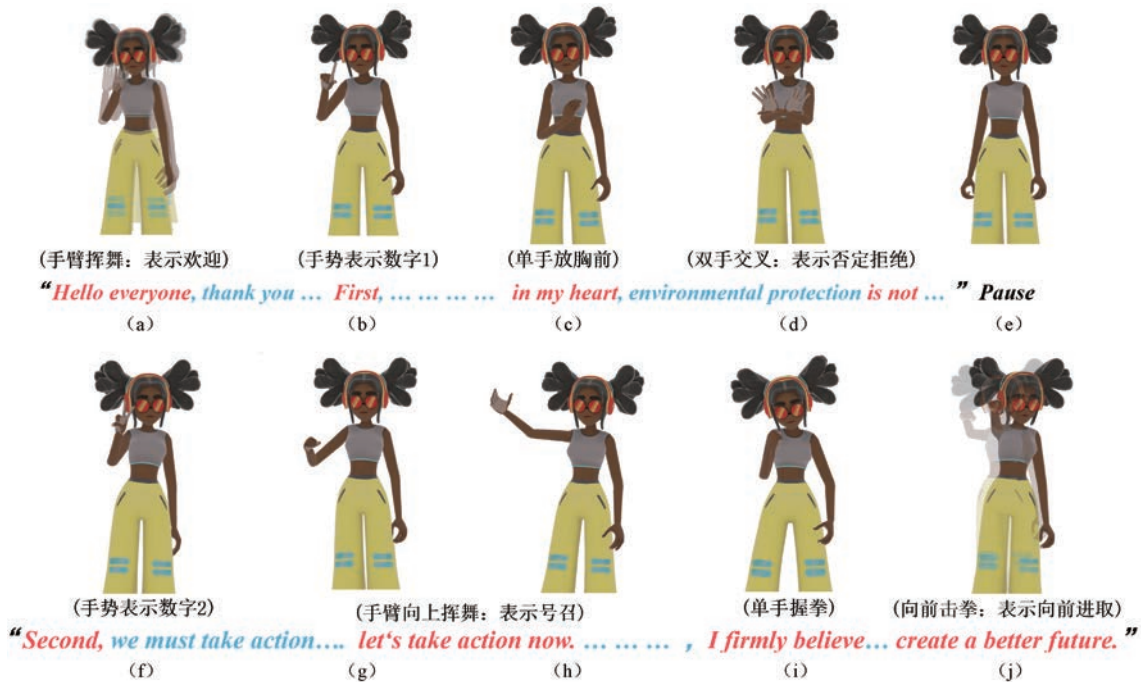 (手臂挥舞：表示欢迎) (手势表示数字1) (单手放胸前) (双手交叉：表示否定拒绝)
“Hello everyone, thank you … First, … … … … in my heart, environmental protection is not … ” Pause
(a) (b) (c) (d) (e)
(手势表示数字2) (手臂向上挥舞：表示号召) (单手握拳) (向前击拳：表示向前进取)
“Second, we must take action…. let‘s take action now. … … … , I firmly believe… create a better future.”
(f) (g) (h) (i) (j)